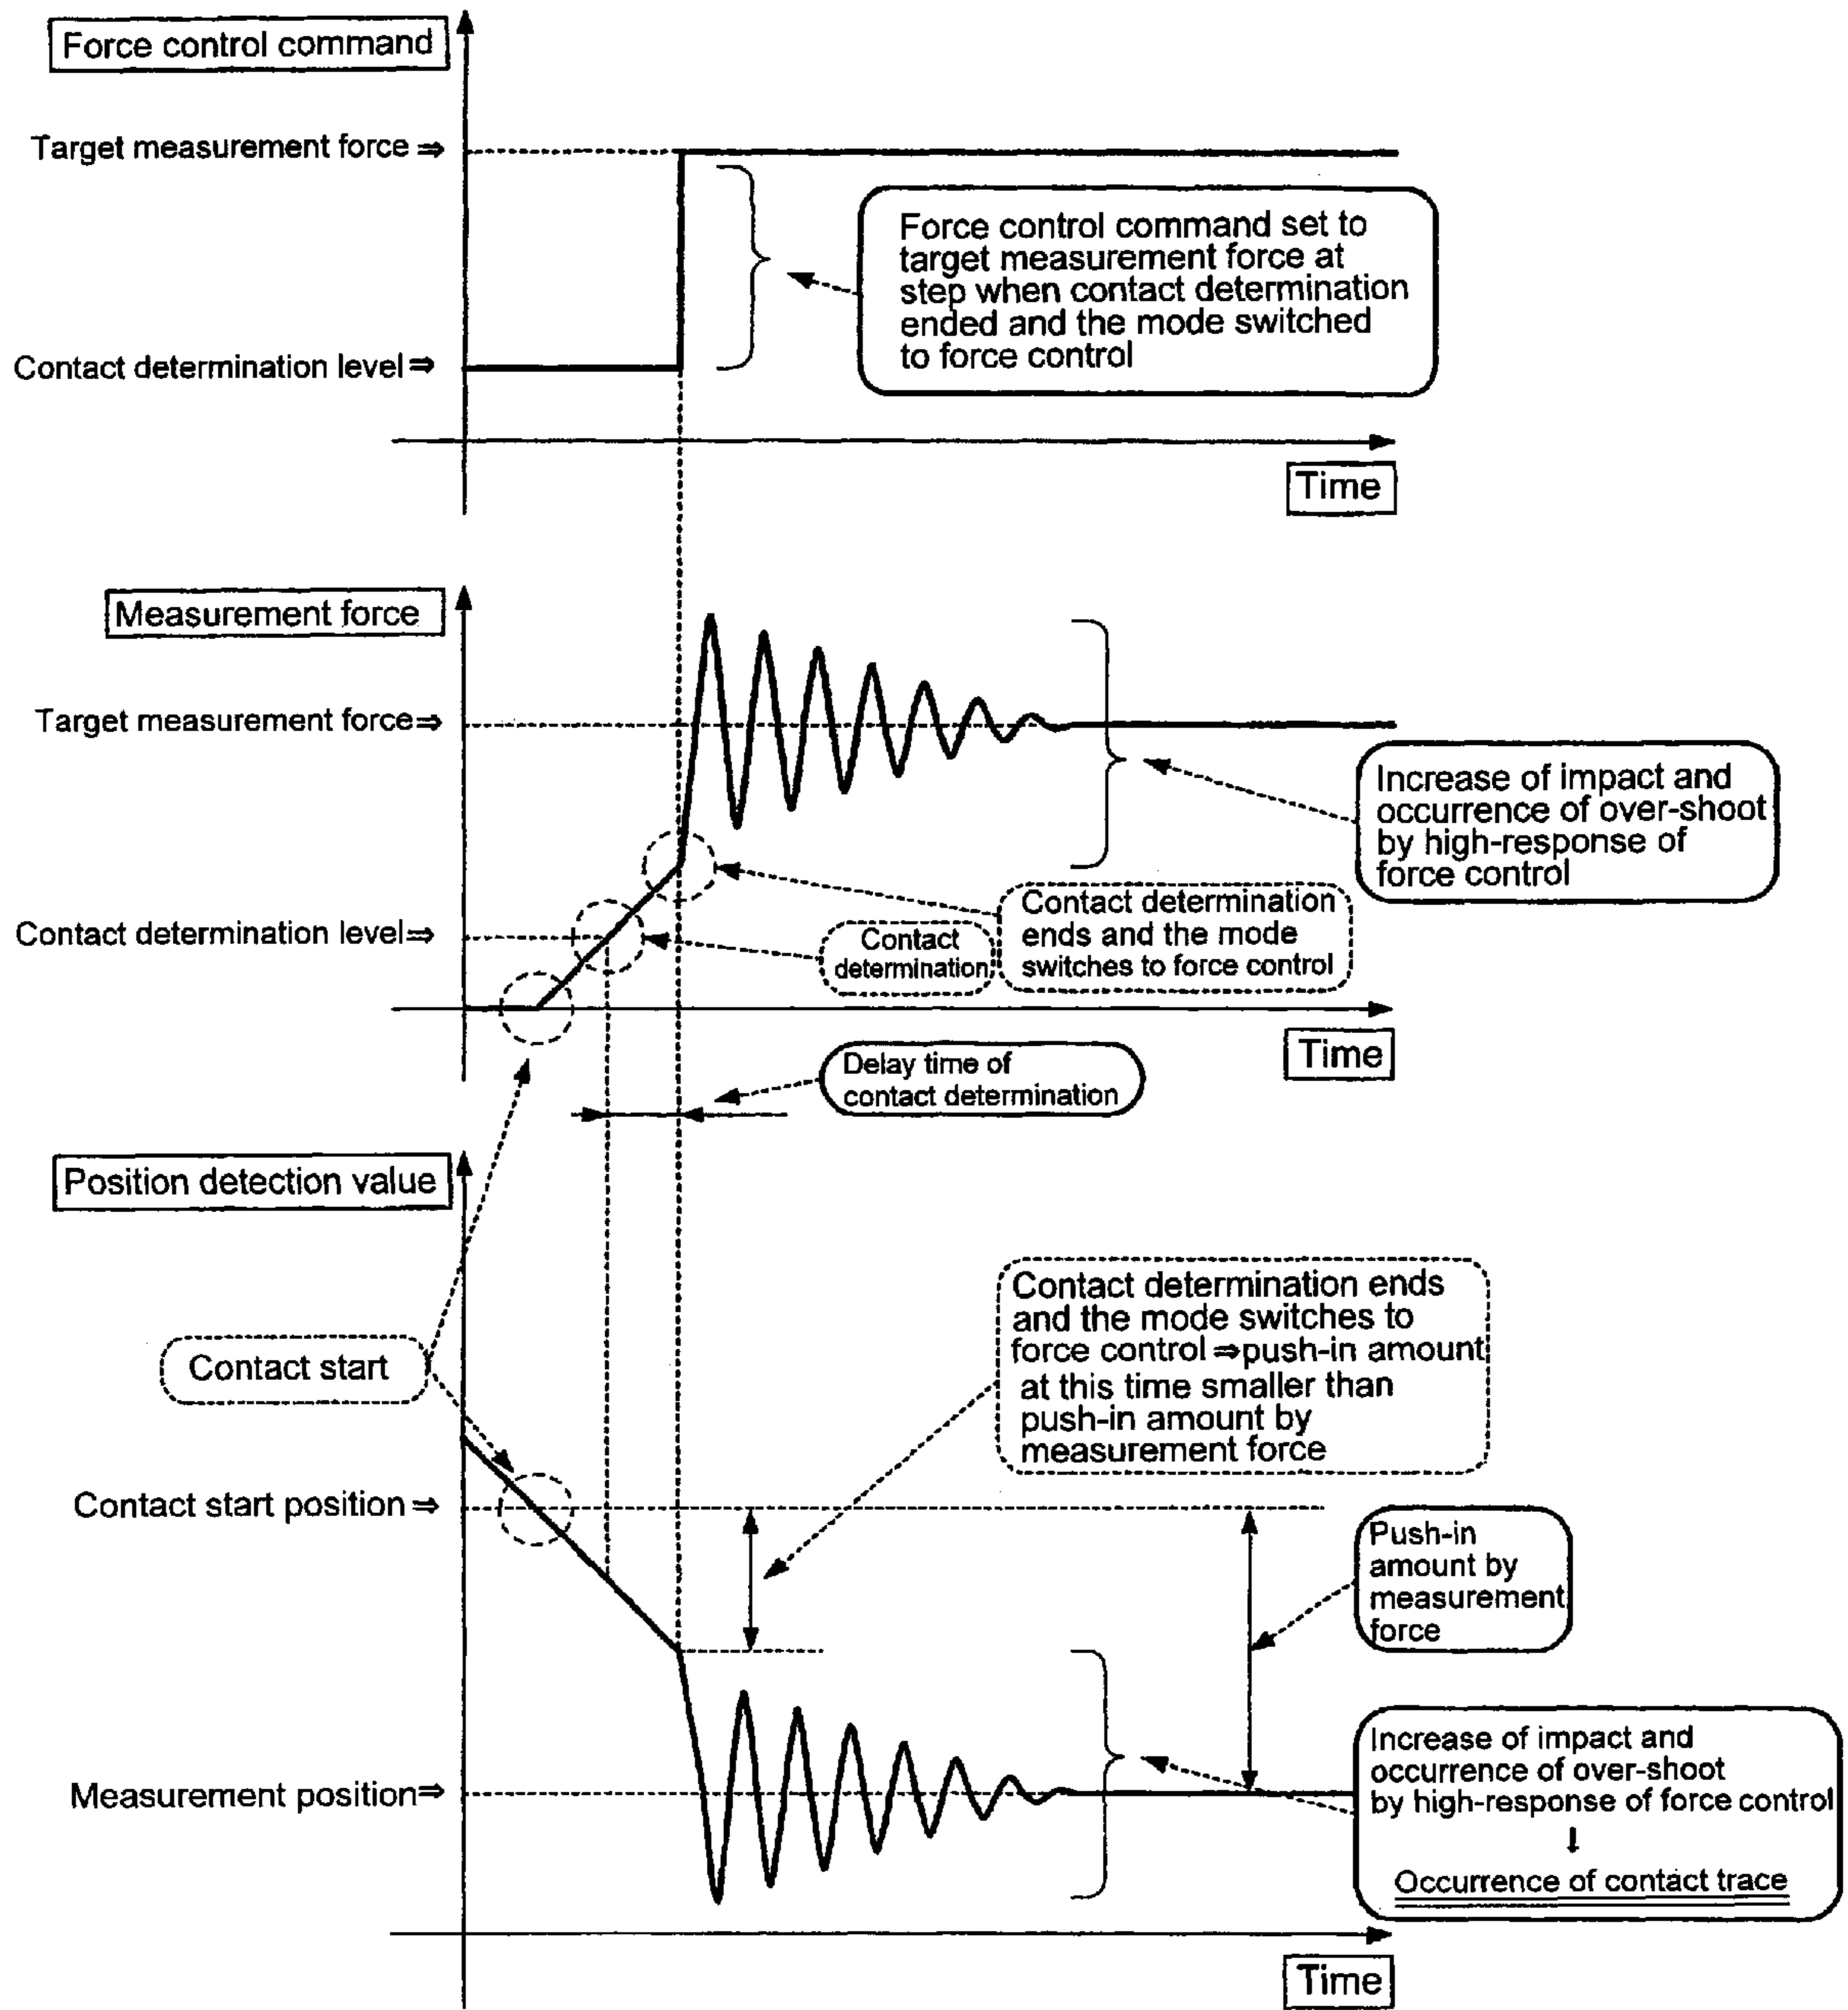 Force control command
Target measurement force ⇒
Force control command set to
target measurement force at
step when contact determination
ended and the mode switched
to force control
Contact determination level ⇒
Time
Measurement force
Target measurement force⇒
Increase of impact and
occurrence of over-shoot
by high-response of
force control
Contact determination level⇒
Contact
determination
Contact determination
ends and the mode
switches to force control
Time
Delay time of
contact determination
Position detection value
Contact determination ends
and the mode switches to
force control ⇒push-in amount
at this time smaller than
push-in amount by
measurement force
Contact start
Contact start position ⇒
Push-in
amount by
measurement
force
Measurement position⇒
Increase of impact and
occurrence of over-shoot
by high-response of force control
↓
Occurrence of contact trace
Time